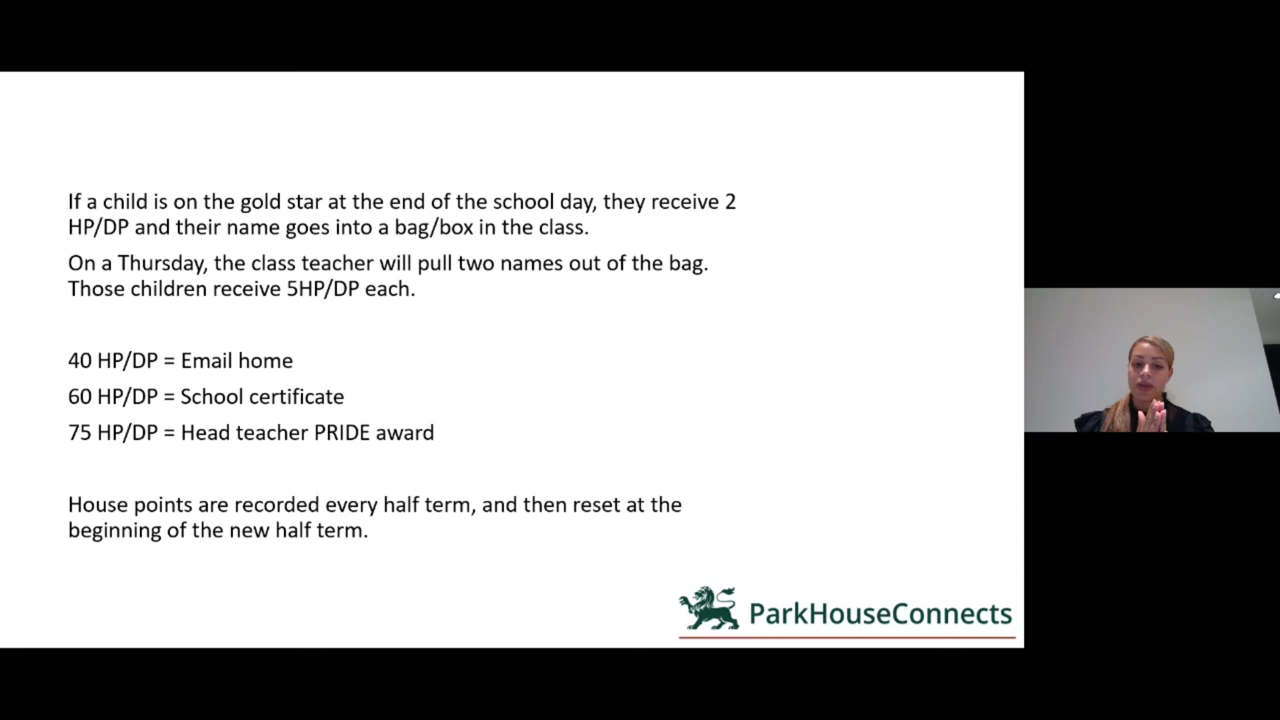 If a child is on the gold star at the end of the school day, they receive 2
HP/DP and their name goes into a bag/box in the class.
On a Thursday, the class teacher will pull two names out of the bag.
Those children receive 5HP/DP each.
40 HP/DP = Email home
60 HP/DP = School certificate
75 HP/DP = Head teacher PRIDE award
House points are recorded every half term, and then reset at the
beginning of the new half term.
ParkHouseConnects